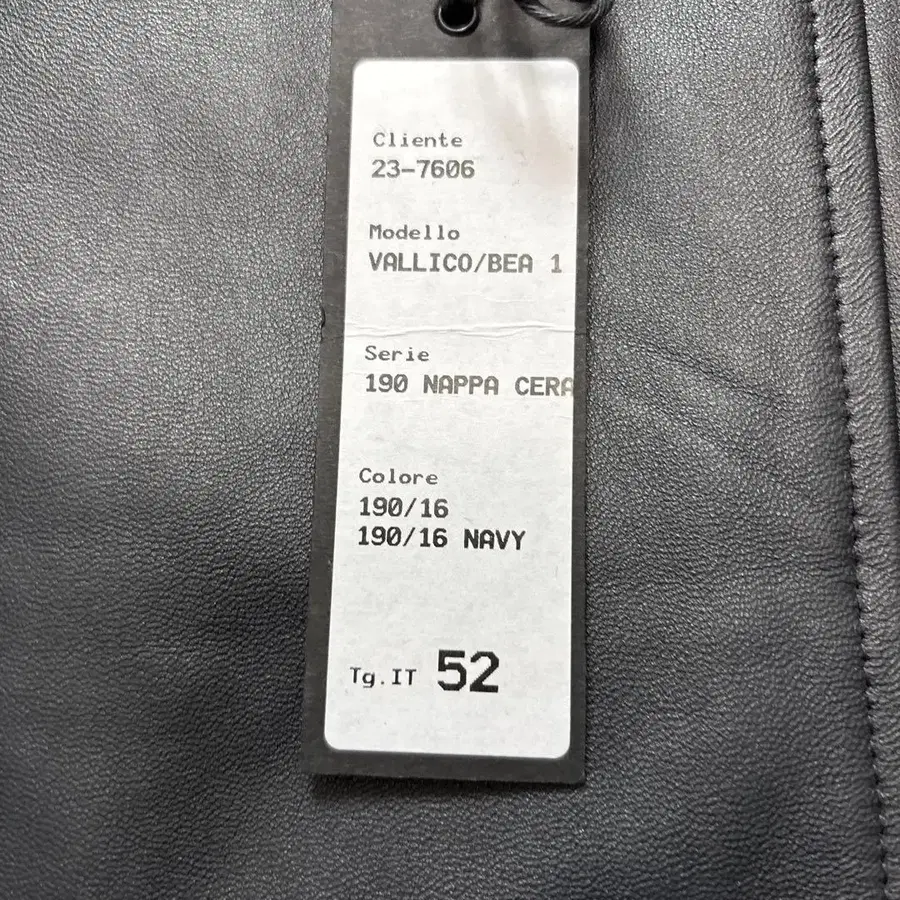 Cliente
23-7606
Modello
VALLICO/BEA 1
Serie
190 NAPPA CERA
Colore
190/16
190/16 NAVY
Tg.IT 52